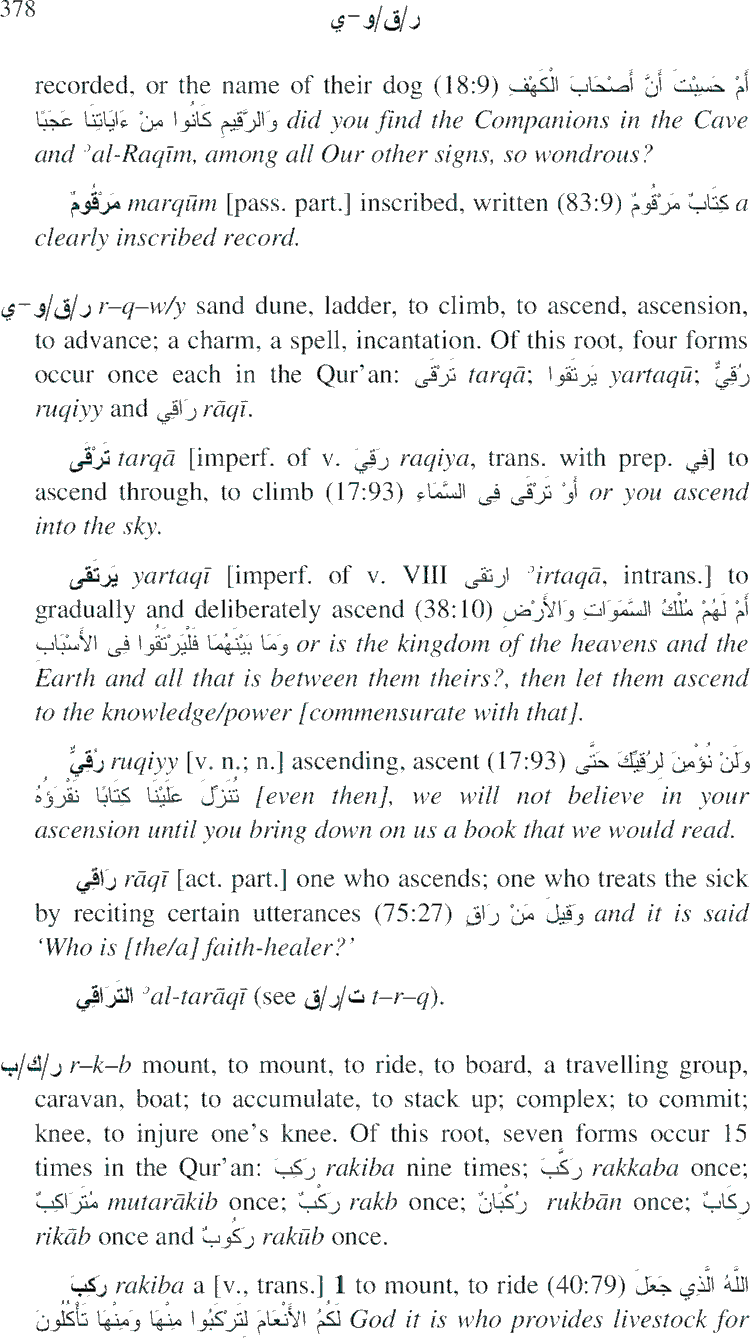 378
ر/ق/و–ي
recorded, or the name of their dog (18:9) أَمْ حَسِبْتَ أَنَّ أَصْحَابَ الْكَهْفِ
وَالرَّقِيمِ كَانُوا مِنْ ءَايَاتِنَا عَجَبًا did you find the Companions in the Cave
and ʾal-Raqīm, among all Our other signs, so wondrous?
مَرْقُومٌ marqūm [pass. part.] inscribed, written (83:9) كِتَابٌ مَرْقُومٌ a
clearly inscribed record.
ر/ق/و–ي r–q–w/y sand dune, ladder, to climb, to ascend, ascension,
to advance; a charm, a spell, incantation. Of this root, four forms
occur once each in the Qur’an: تَرقَى tarqā; يَرتَقوا yartaqū; رُقِيٌّ
ruqiyy and رَاقِي rāqī.
تَرْقَى tarqā [imperf. of v. رَقِيَ raqiya, trans. with prep. فِي] to
ascend through, to climb (17:93) أَوْ تَرْقَى فِى السَّمَاءِ or you ascend
into the sky.
يَرتَقى yartaqī [imperf. of v. VIII ارتقى ʾirtaqā, intrans.] to
gradually and deliberately ascend (38:10) أَمْ لَهُمْ مُلْكُ السَّمَوَاتِ وَالأَرْضِ
وَمَا بَيْنَهُمَا فَلْيَرْتَقُوا فِى الأَسْبَابِ or is the kingdom of the heavens and the
Earth and all that is between them theirs?, then let them ascend
to the knowledge/power [commensurate with that].
رُقِيٌّ ruqiyy [v. n.; n.] ascending, ascent (17:93) وَلَنْ نُؤْمِنَ لِرُقِيِّكَ حَتَّى
تُنَزِّلَ عَلَيْنَا كِتَابًا نَقْرَؤُهُ [even then], we will not believe in your
ascension until you bring down on us a book that we would read.
رَاقي rāqī [act. part.] one who ascends; one who treats the sick
by reciting certain utterances (75:27) وَقِيلَ مَنْ رَاقٍ and it is said
‘Who is [the/a] faith-healer?’
التَرَاقِي ʾal-tarāqī (see ت/ر/ق t–r–q).
ر/ك/ب r–k–b mount, to mount, to ride, to board, a travelling group,
caravan, boat; to accumulate, to stack up; complex; to commit;
knee, to injure one’s knee. Of this root, seven forms occur 15
times in the Qur’an: رَكِبَ rakiba nine times; رَكَّبَ rakkaba once;
مُتَرَاكِبٌ mutarākib once; رَكْبٌ rakb once; رُكْبَانٌ rukbān once; رِكَابٌ
rikāb once and رَكُوبٌ rakūb once.
رَكِبَ rakiba a [v., trans.] 1 to mount, to ride (40:79) اللَّهُ الَّذِي جَعَلَ
لَكُمُ الأَنْعَامَ لِتَرْكَبُوا مِنْهَا وَمِنْهَا تَأْكُلُونَ God it is who provides livestock for